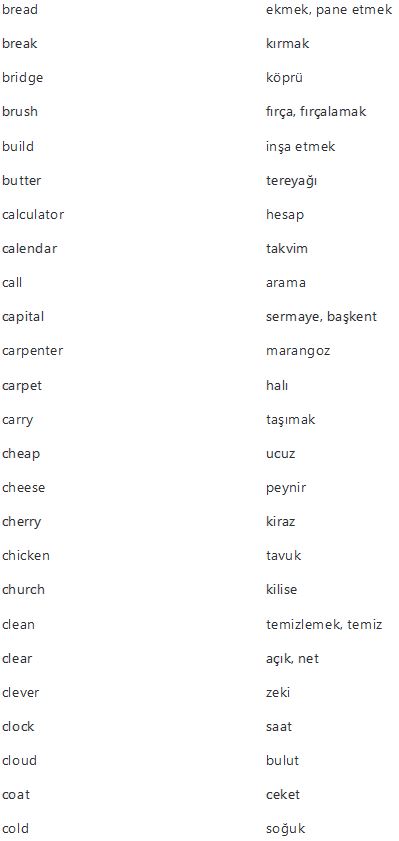 bread ekmek, pane etmek
break kırmak
bridge köprü
brush fırça, fırçalamak
build inşa etmek
butter tereyağı
calculator hesap
calendar takvim
call arama
capital sermaye, başkent
carpenter marangoz
carpet halı
carry taşımak
cheap ucuz
cheese peynir
cherry kiraz
chicken tavuk
church kilise
clean temizlemek, temiz
clear açık, net
clever zeki
clock saat
cloud bulut
coat ceket
cold soğuk